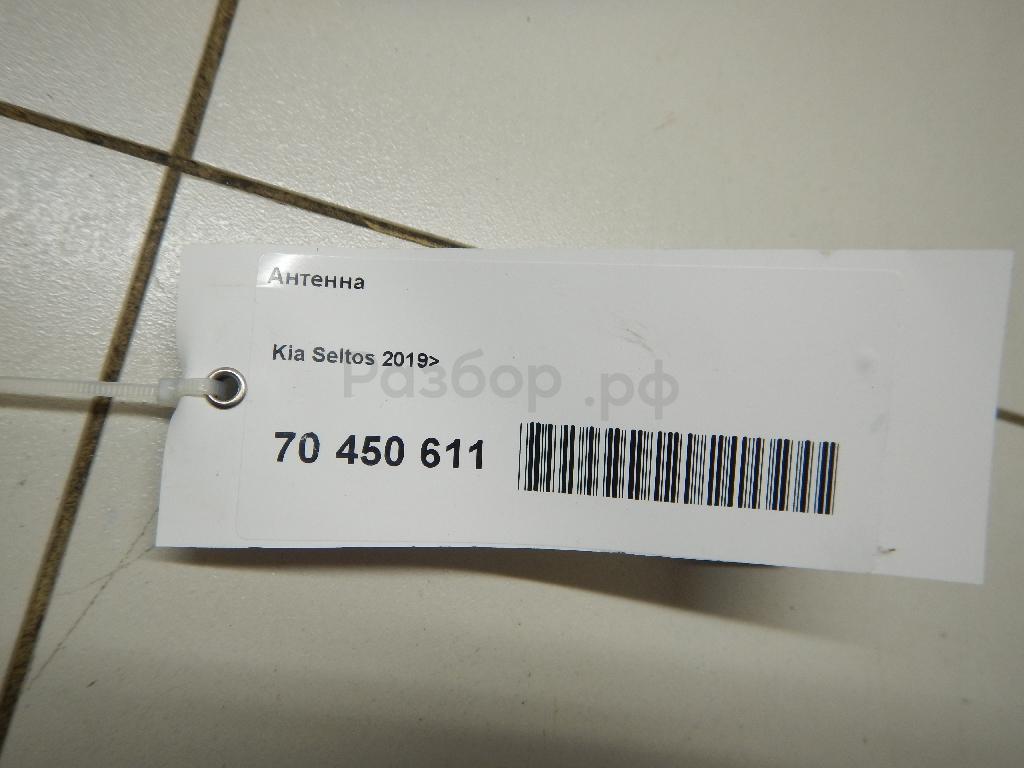 Антенна
Kia Seltos 2019>
Разбор.рф
70 450 611